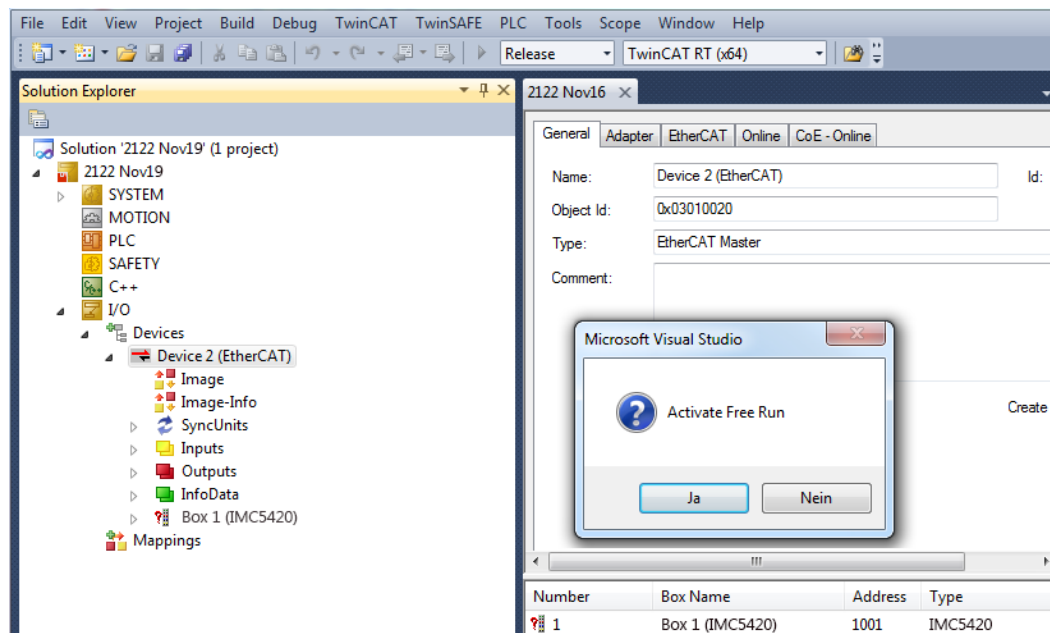 File Edit View Project Build Debug TwinCAT TwinSAFE PLC Tools Scope Window Help
Release TwinCAT RT (x64)
Solution Explorer
2122 Nov16
Solution '2122 Nov19' (1 project)
2122 Nov19
SYSTEM
MOTION
PLC
SAFETY
C++
I/O
Devices
Device 2 (EtherCAT)
Image
Image-Info
SyncUnits
Inputs
Outputs
InfoData
Box 1 (IMC5420)
Mappings
General Adapter EtherCAT Online CoE - Online
Name: Device 2 (EtherCAT) Id:
Object Id: 0x03010020
Type: EtherCAT Master
Comment:
Microsoft Visual Studio
Activate Free Run
Ja Nein
Create
Number Box Name Address Type
1 Box 1 (IMC5420) 1001 IMC5420